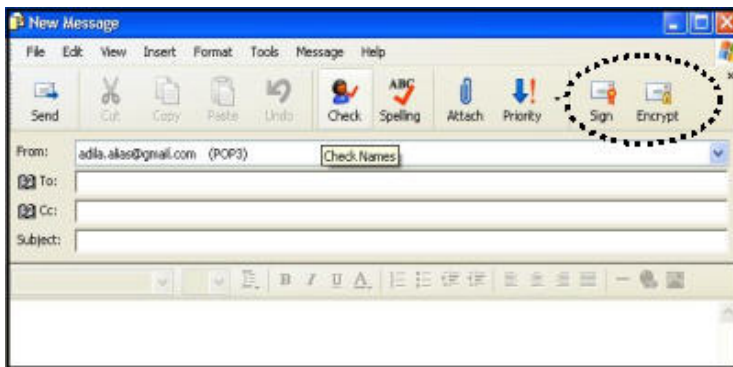 New Message
File Edit View Insert Format Tools Message Help
ABC
Send Cut Copy Paste Undo Check Spelling Attach Priority Sign Encrypt
From: adila.alias@gmail.com (POP3)
Check Names
To:
Cc:
Subject:
B I U A